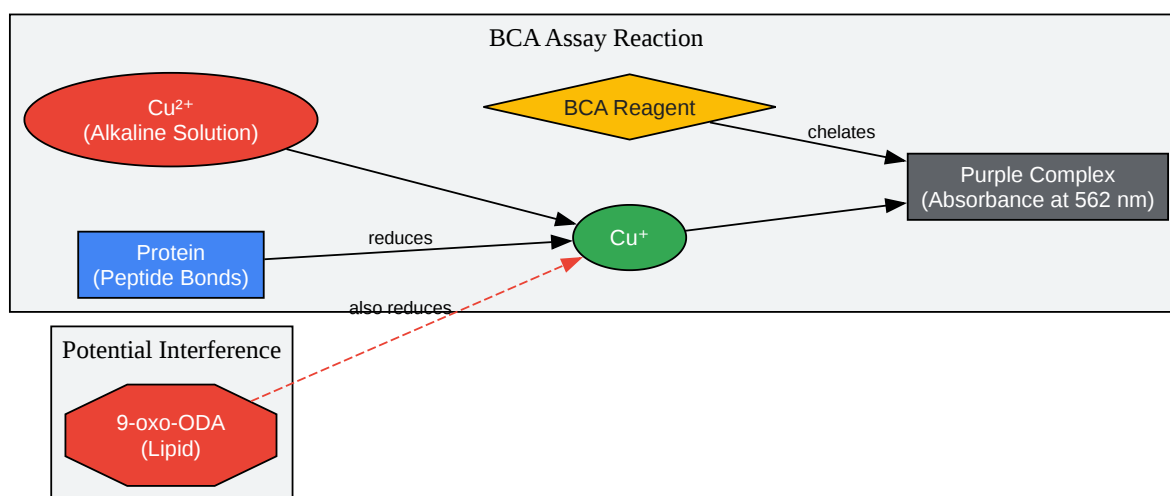 BCA Assay Reaction
Cu²⁺
(Alkaline Solution)
BCA Reagent
chelates
Purple Complex
(Absorbance at 562 nm)
Protein
(Peptide Bonds)
reduces
Cu⁺
also reduces
Potential Interference
9-oxo-ODA
(Lipid)